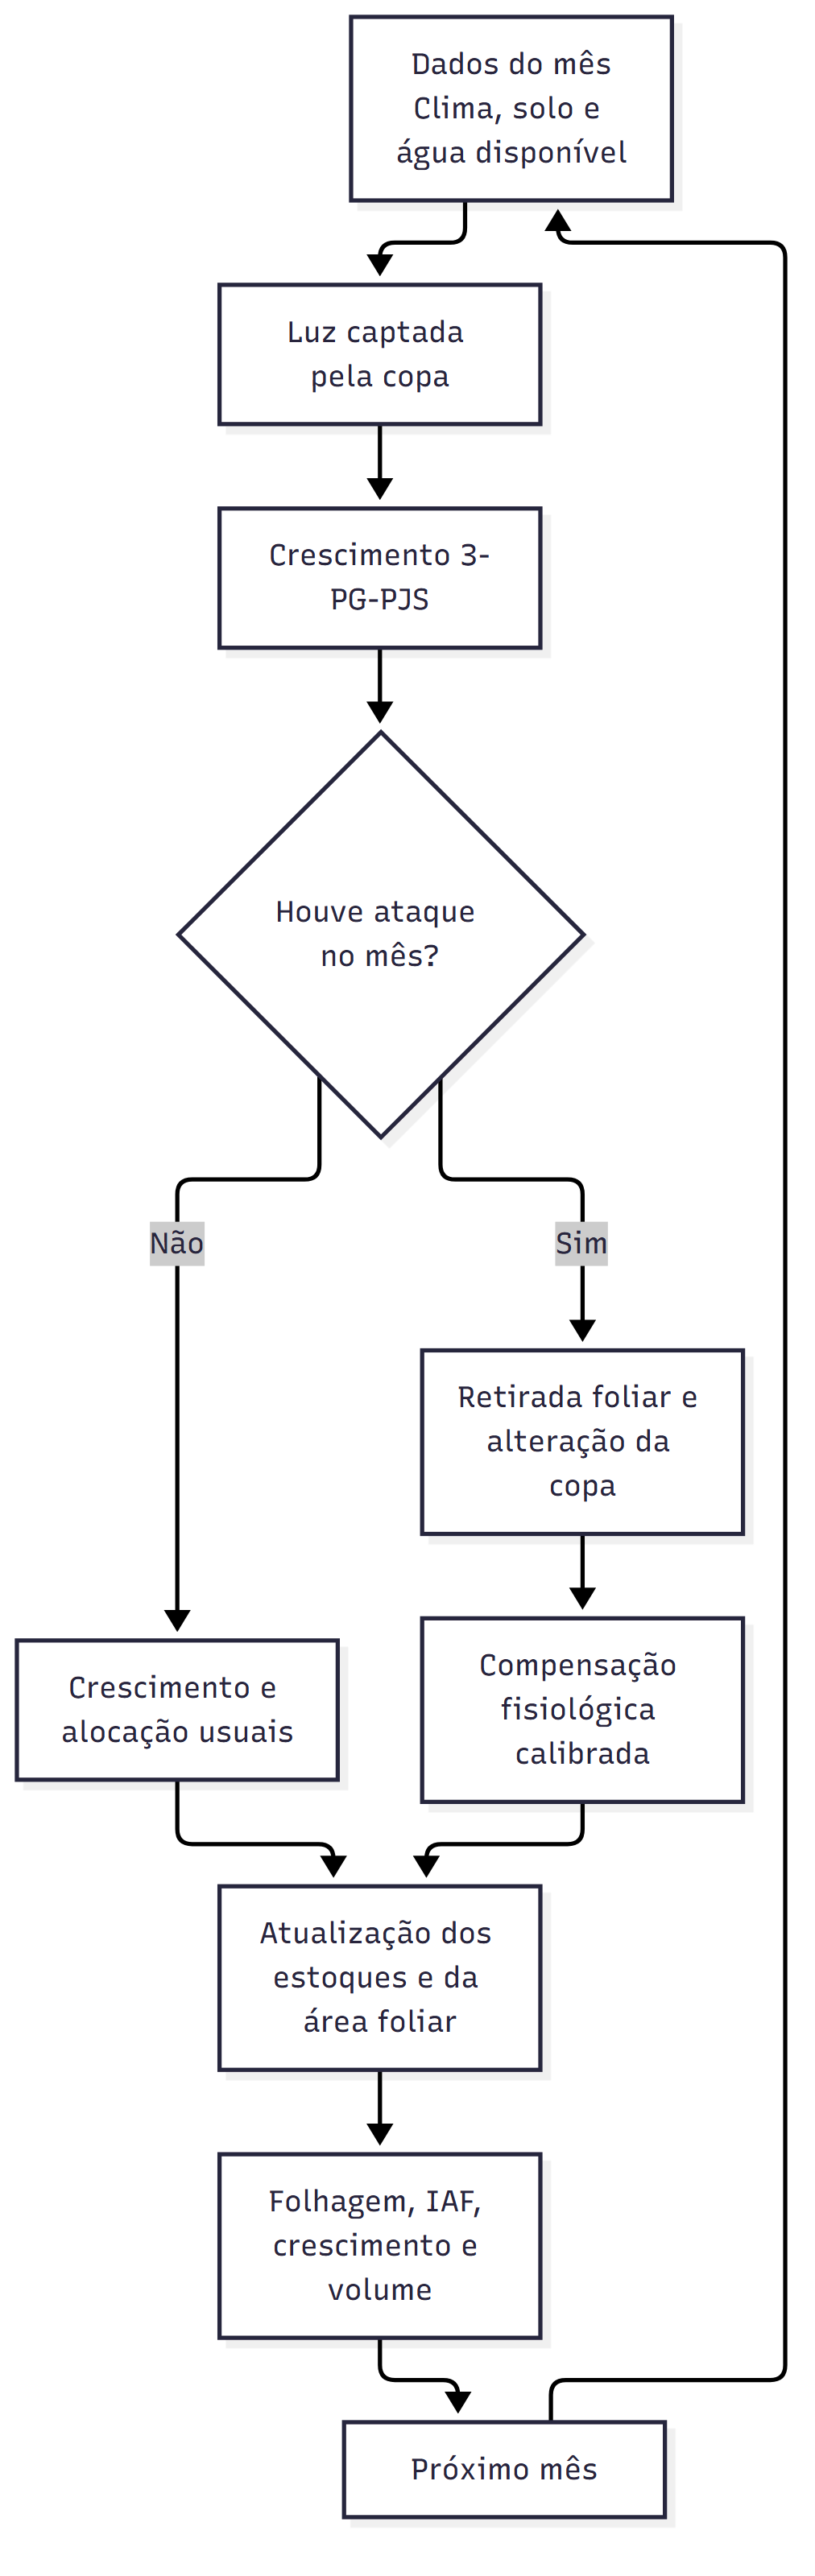 Dados do mês
Clima, solo e
água disponível
Luz captada
pela copa
Crescimento 3-
PG-PJS
Houve ataque
no mês?
Não
Sim
Retirada foliar e
alteração da
copa
Crescimento e
alocação usuais
Compensação
fisiológica
calibrada
Atualização dos
estoques e da
área foliar
Folhagem, IAF,
crescimento e
volume
Próximo mês